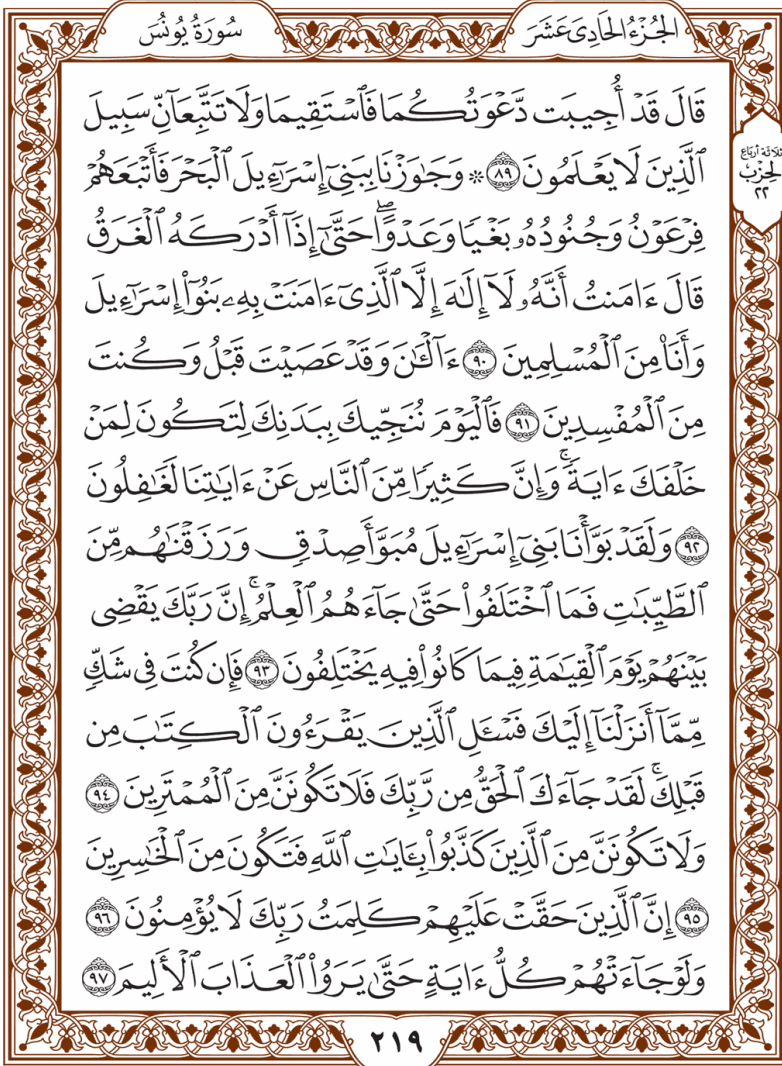 الجُزْءُ الحَادِىَ عَشَرَ
سُورَةُ يُونُسَ
قَالَ قَدْ أُجِيبَت دَّعْوَتُكُمَا فَٱسْتَقِيمَا وَلَا تَتَّبِعَآنِّ سَبِيلَ
ٱلَّذِينَ لَا يَعْلَمُونَ ٨٩ ۞ وَجَٰوَزْنَا بِبَنِىٓ إِسْرَٰٓءِيلَ ٱلْبَحْرَ فَأَتْبَعَهُمْ
فِرْعَوْنُ وَجُنُودُهُۥ بَغْيًا وَعَدْوًا ۖ حَتَّىٰٓ إِذَآ أَدْرَكَهُ ٱلْغَرَقُ
قَالَ ءَامَنتُ أَنَّهُۥ لَآ إِلَٰهَ إِلَّا ٱلَّذِىٓ ءَامَنَتْ بِهِۦ بَنُوٓا۟ إِسْرَٰٓءِيلَ
وَأَنَا۠ مِنَ ٱلْمُسْلِمِينَ ٩٠ ءَآلْـَٰٔنَ وَقَدْ عَصَيْتَ قَبْلُ وَكُنتَ
مِنَ ٱلْمُفْسِدِينَ ٩١ فَٱلْيَوْمَ نُنَجِّيكَ بِبَدَنِكَ لِتَكُونَ لِمَنْ
خَلْفَكَ ءَايَةً ۚ وَإِنَّ كَثِيرًا مِّنَ ٱلنَّاسِ عَنْ ءَايَٰتِنَا لَغَٰفِلُونَ
٩٢ وَلَقَدْ بَوَّأْنَا بَنِىٓ إِسْرَٰٓءِيلَ مُبَوَّأَ صِدْقٍ وَرَزَقْنَٰهُم مِّنَ
ٱلطَّيِّبَٰتِ فَمَا ٱخْتَلَفُوا۟ حَتَّىٰ جَآءَهُمُ ٱلْعِلْمُ ۚ إِنَّ رَبَّكَ يَقْضِى
بَيْنَهُمْ يَوْمَ ٱلْقِيَٰمَةِ فِيمَا كَانُوا۟ فِيهِ يَخْتَلِفُونَ ٩٣ فَإِن كُنتَ فِى شَكٍّ
مِّمَّآ أَنزَلْنَآ إِلَيْكَ فَسْـَٔلِ ٱلَّذِينَ يَقْرَءُونَ ٱلْكِتَٰبَ مِن
قَبْلِكَ ۚ لَقَدْ جَآءَكَ ٱلْحَقُّ مِن رَّبِّكَ فَلَا تَكُونَنَّ مِنَ ٱلْمُمْتَرِينَ ٩٤
وَلَا تَكُونَنَّ مِنَ ٱلَّذِينَ كَذَّبُوا۟ بِـَٔايَٰتِ ٱللَّهِ فَتَكُونَ مِنَ ٱلْخَٰسِرِينَ
٩٥ إِنَّ ٱلَّذِينَ حَقَّتْ عَلَيْهِمْ كَلِمَتُ رَبِّكَ لَا يُؤْمِنُونَ ٩٦
وَلَوْ جَآءَتْهُمْ كُلُّ ءَايَةٍ حَتَّىٰ يَرَوُا۟ ٱلْعَذَابَ ٱلْأَلِيمَ ٩٧
ثلاثة أرباع
الحِزْب
٢٢
٢١٩